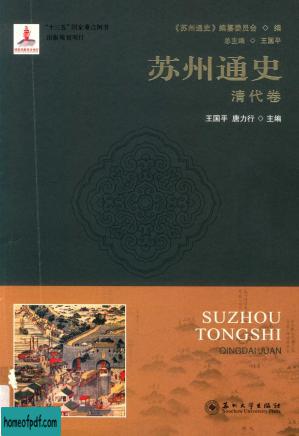 "十三五"国家重点图书
出版规划项目
《苏州通史》编纂委员会 ◇ 编
总主编 ◇ 王国平
苏州通史
清代卷
王国平 唐力行 ◇ 主编
SUZHOU
TONGSHI
QINGDAI JUAN
苏州大学出版社
Soochow University Press
homeofpdf.com